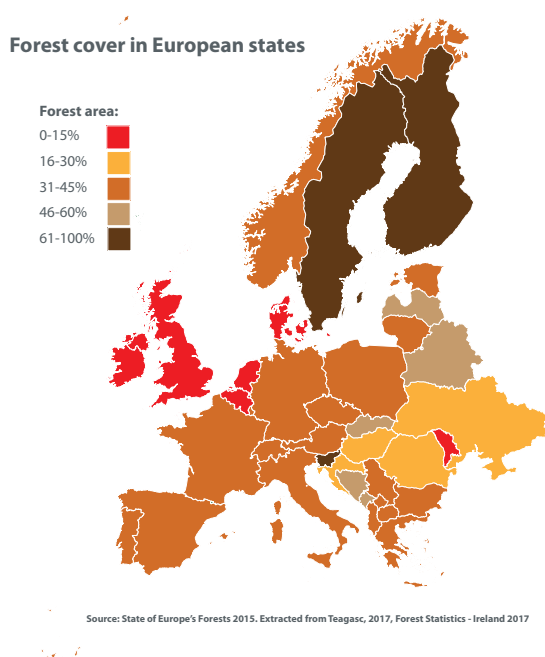 Forest cover in European states
Forest area:
0-15%
16-30%
31-45%
46-60%
61-100%
Source: State of Europe's Forests 2015. Extracted from Teagasc, 2017, Forest Statistics - Ireland 2017